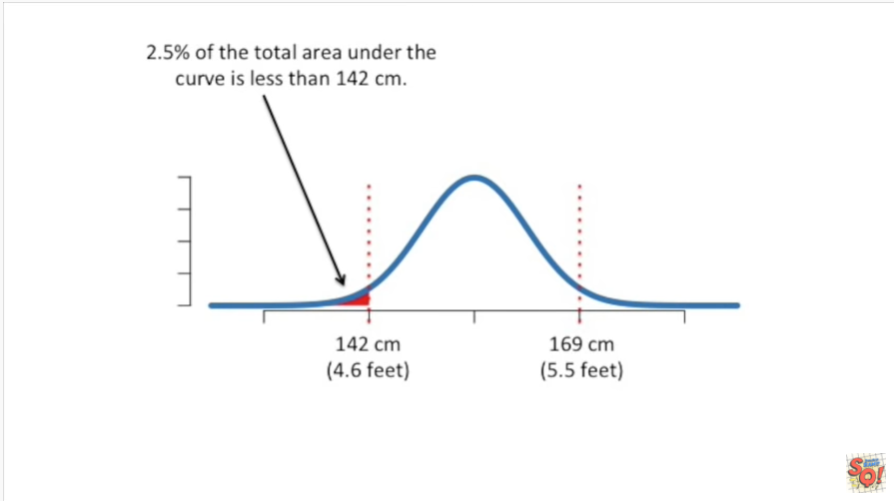 2.5% of the total area under the
curve is less than 142 cm.
142 cm
(4.6 feet)
169 cm
(5.5 feet)
SQ!